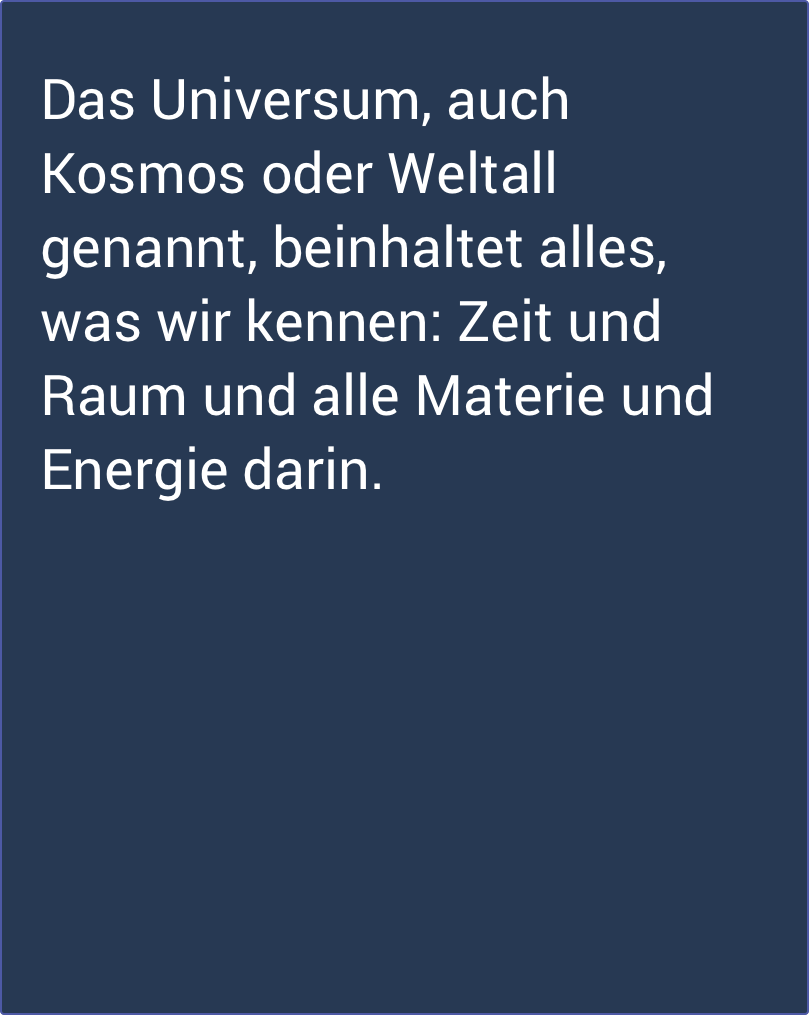 Das Universum, auch
Kosmos oder Weltall
genannt, beinhaltet alles,
was wir kennen: Zeit und
Raum und alle Materie und
Energie darin.